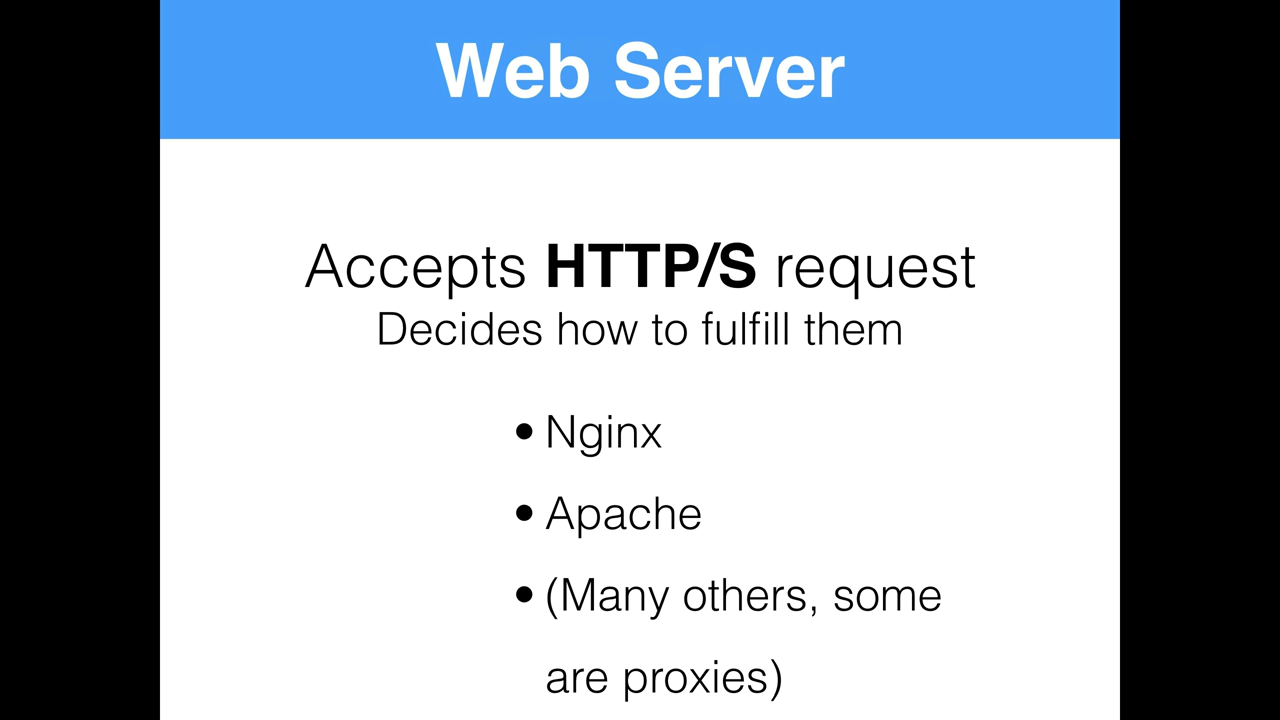 Web Server
Accepts HTTP/S request
Decides how to fulfill them
• Nginx
• Apache
• (Many others, some
are proxies)